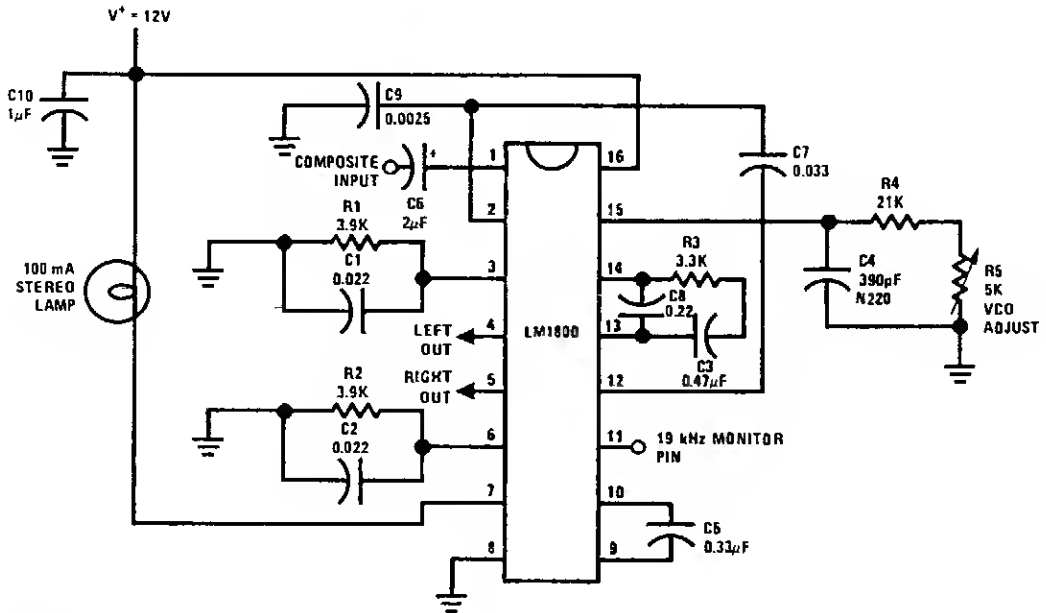 V+ = 12V
C10
1µF
C9
0.0025
COMPOSITE
INPUT
+
C6
2µF
1
16
C7
0.033
R1
3.9K
C1
0.022
2
15
R4
21K
100 mA
STEREO
LAMP
3
14
R3
3.3K
C8
0.22
C4
390pF
N220
R5
5K
VCO
ADJUST
LEFT
OUT
4
LM1800
13
C3
0.47µF
RIGHT
OUT
5
12
R2
3.9K
C2
0.022
6
11
19 kHz MONITOR
PIN
7
10
C5
0.33µF
8
9